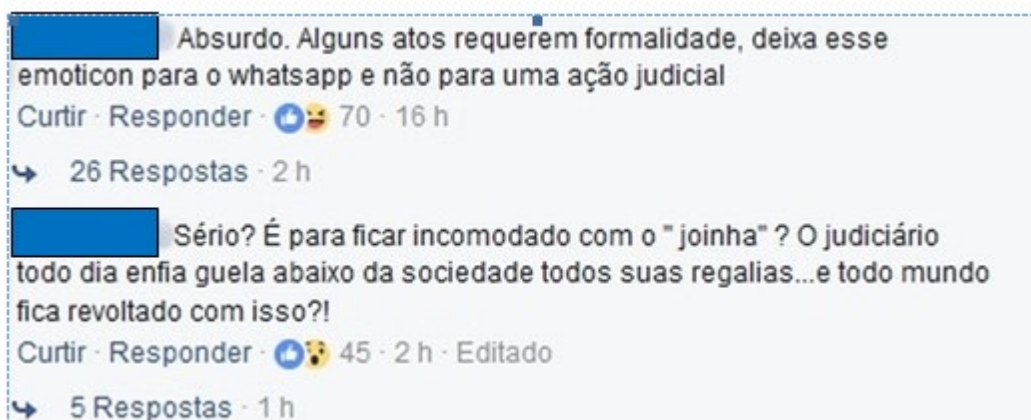 Absurdo. Alguns atos requerem formalidade, deixa esse
emoticon para o whatsapp e não para uma ação judicial
Curtir · Responder · 70 · 16 h
26 Respostas · 2 h
Sério? É para ficar incomodado com o " joinha" ? O judiciário
todo dia enfia guela abaixo da sociedade todos suas regalias...e todo mundo
fica revoltado com isso?!
Curtir · Responder · 45 · 2 h · Editado
5 Respostas · 1 h